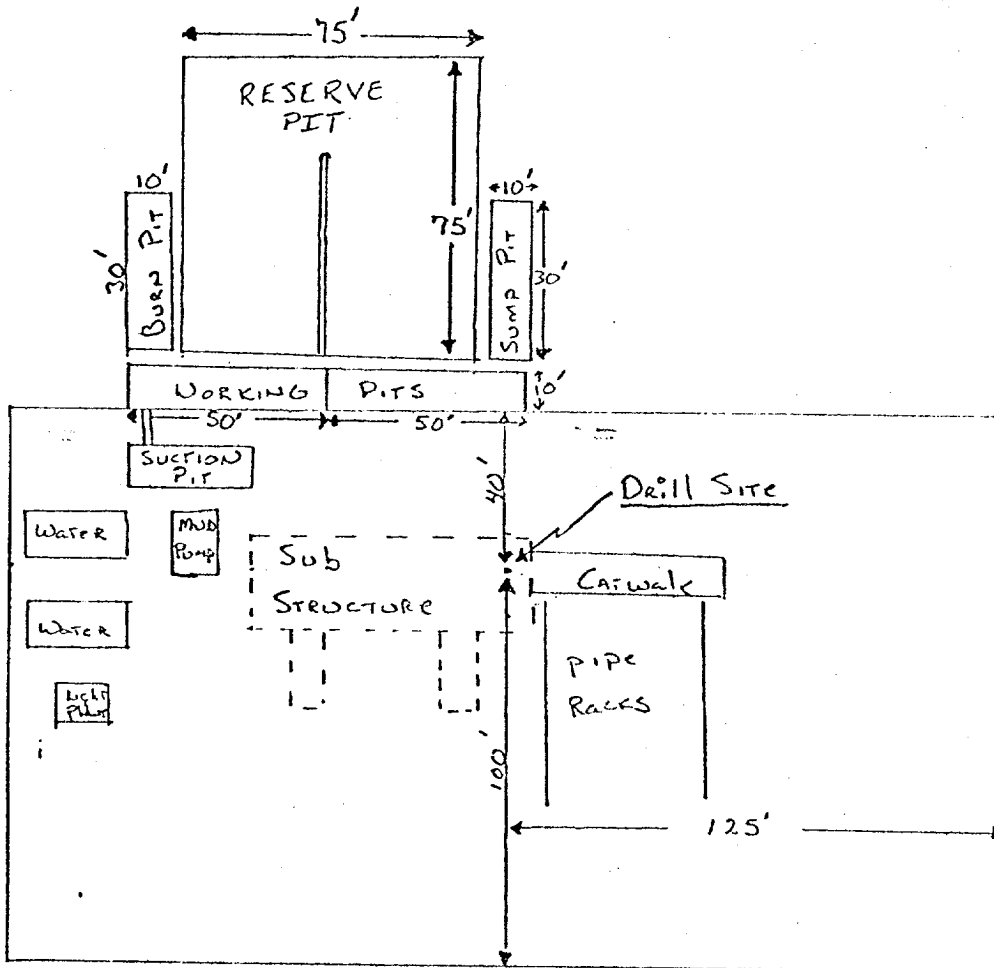 75'
RESERVE
PIT
10'
10'
75'
30'
BURN PIT
SUMP PIT
30'
WORKING PITS
10'
50'
50'
SUCTION
PIT
40'
Drill Site
Water
MUD
Pump
Sub
Structure
Catwalk
Water
pipe
Racks
Light
Plant
100'
125'